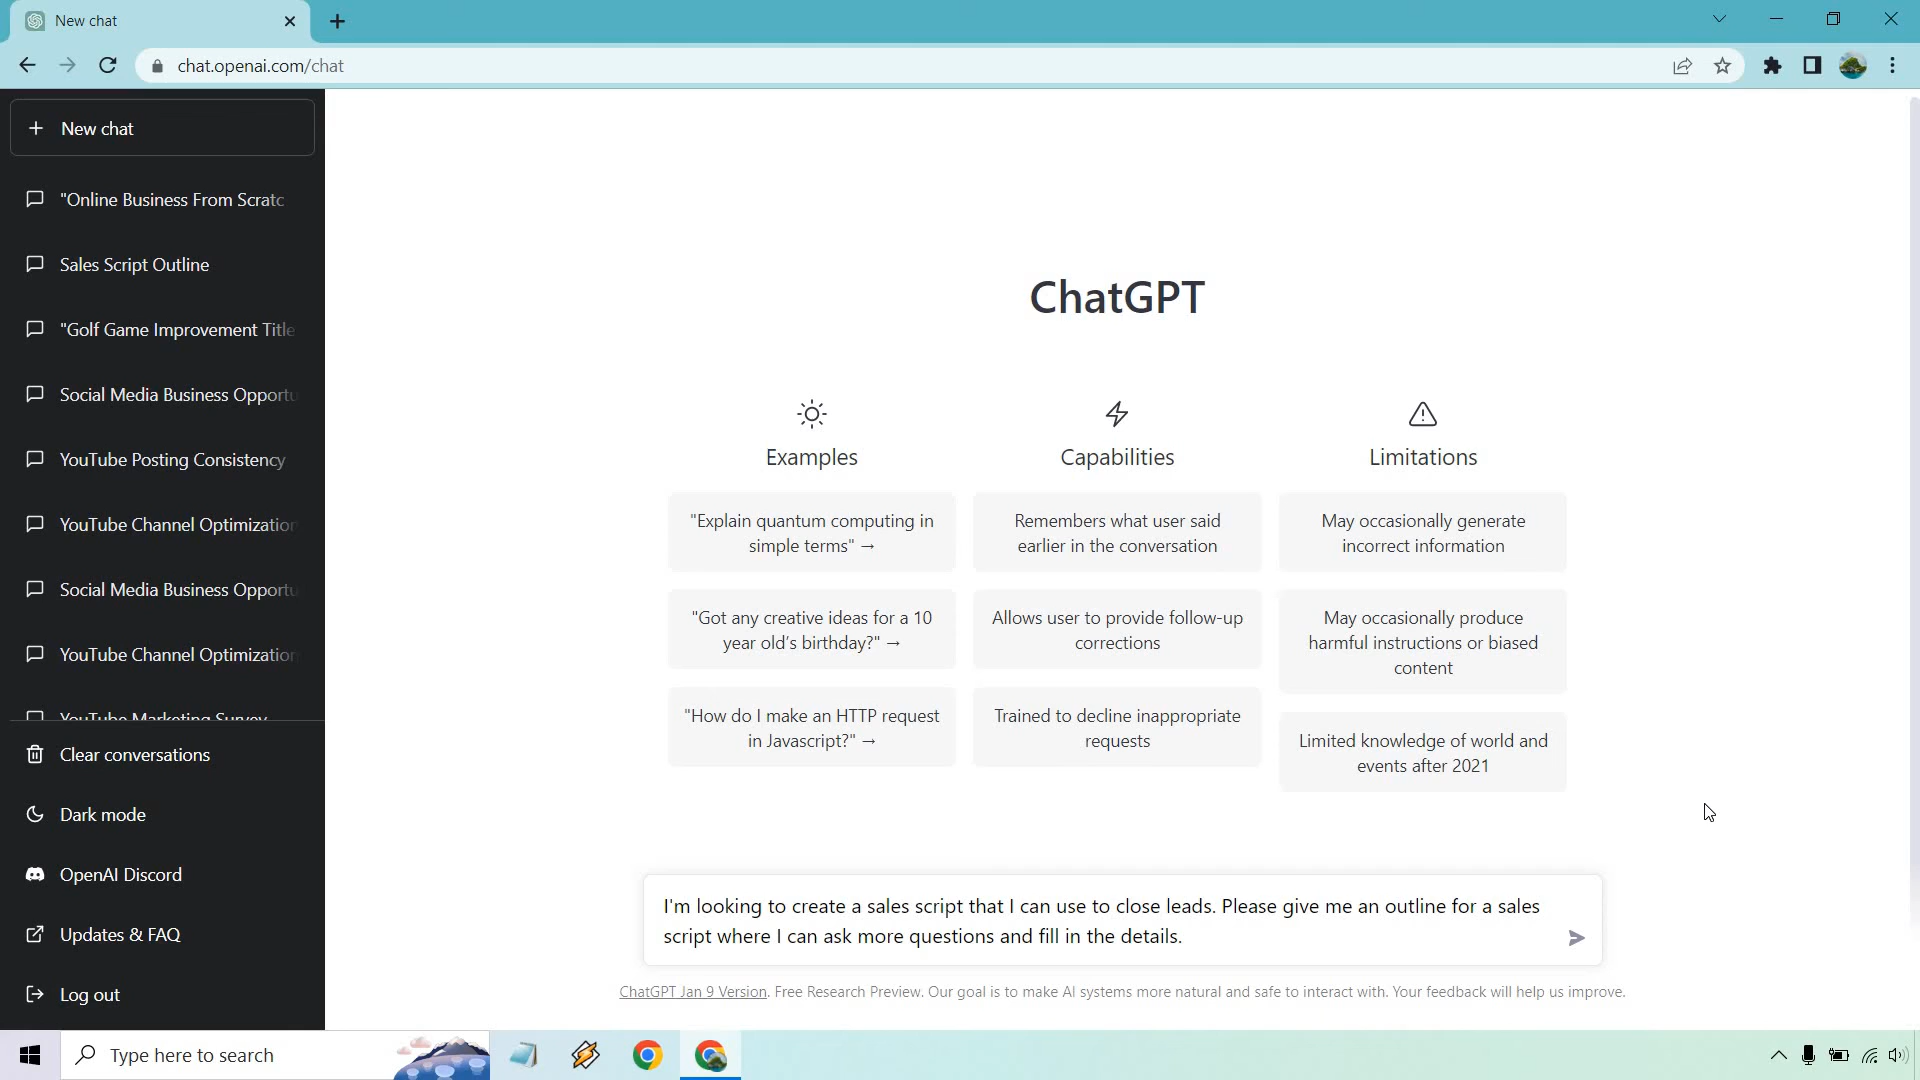 New chat
chat.openai.com/chat
New chat
"Online Business From Scratc
Sales Script Outline
"Golf Game Improvement Title
Social Media Business Opportu
YouTube Posting Consistency
YouTube Channel Optimization
Social Media Business Opportu
YouTube Channel Optimization
YouTube Marketing Survey
Clear conversations
Dark mode
OpenAI Discord
Updates & FAQ
Log out
ChatGPT
Examples
"Explain quantum computing in
simple terms" →
"Got any creative ideas for a 10
year old's birthday?" →
"How do I make an HTTP request
in Javascript?" →
Capabilities
Remembers what user said
earlier in the conversation
Allows user to provide follow-up
corrections
Trained to decline inappropriate
requests
Limitations
May occasionally generate
incorrect information
May occasionally produce
harmful instructions or biased
content
Limited knowledge of world and
events after 2021
I'm looking to create a sales script that I can use to close leads. Please give me an outline for a sales
script where I can ask more questions and fill in the details.
ChatGPT Jan 9 Version. Free Research Preview. Our goal is to make AI systems more natural and safe to interact with. Your feedback will help us improve.
Type here to search